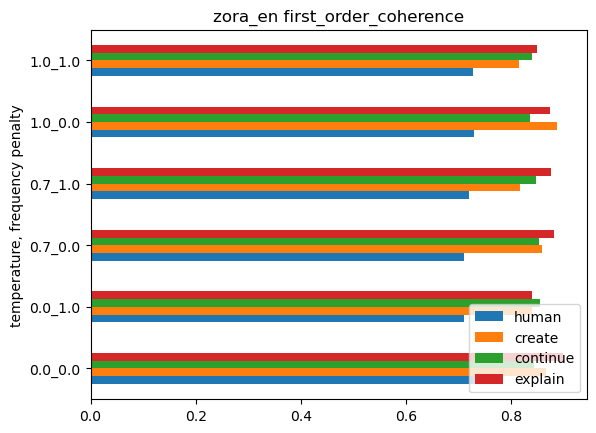 zora_en first_order_coherence
temperature, frequency penalty
1.0_1.0
1.0_0.0
0.7_1.0
0.7_0.0
0.0_1.0
0.0_0.0
human
create
continue
explain
0.0 0.2 0.4 0.6 0.8